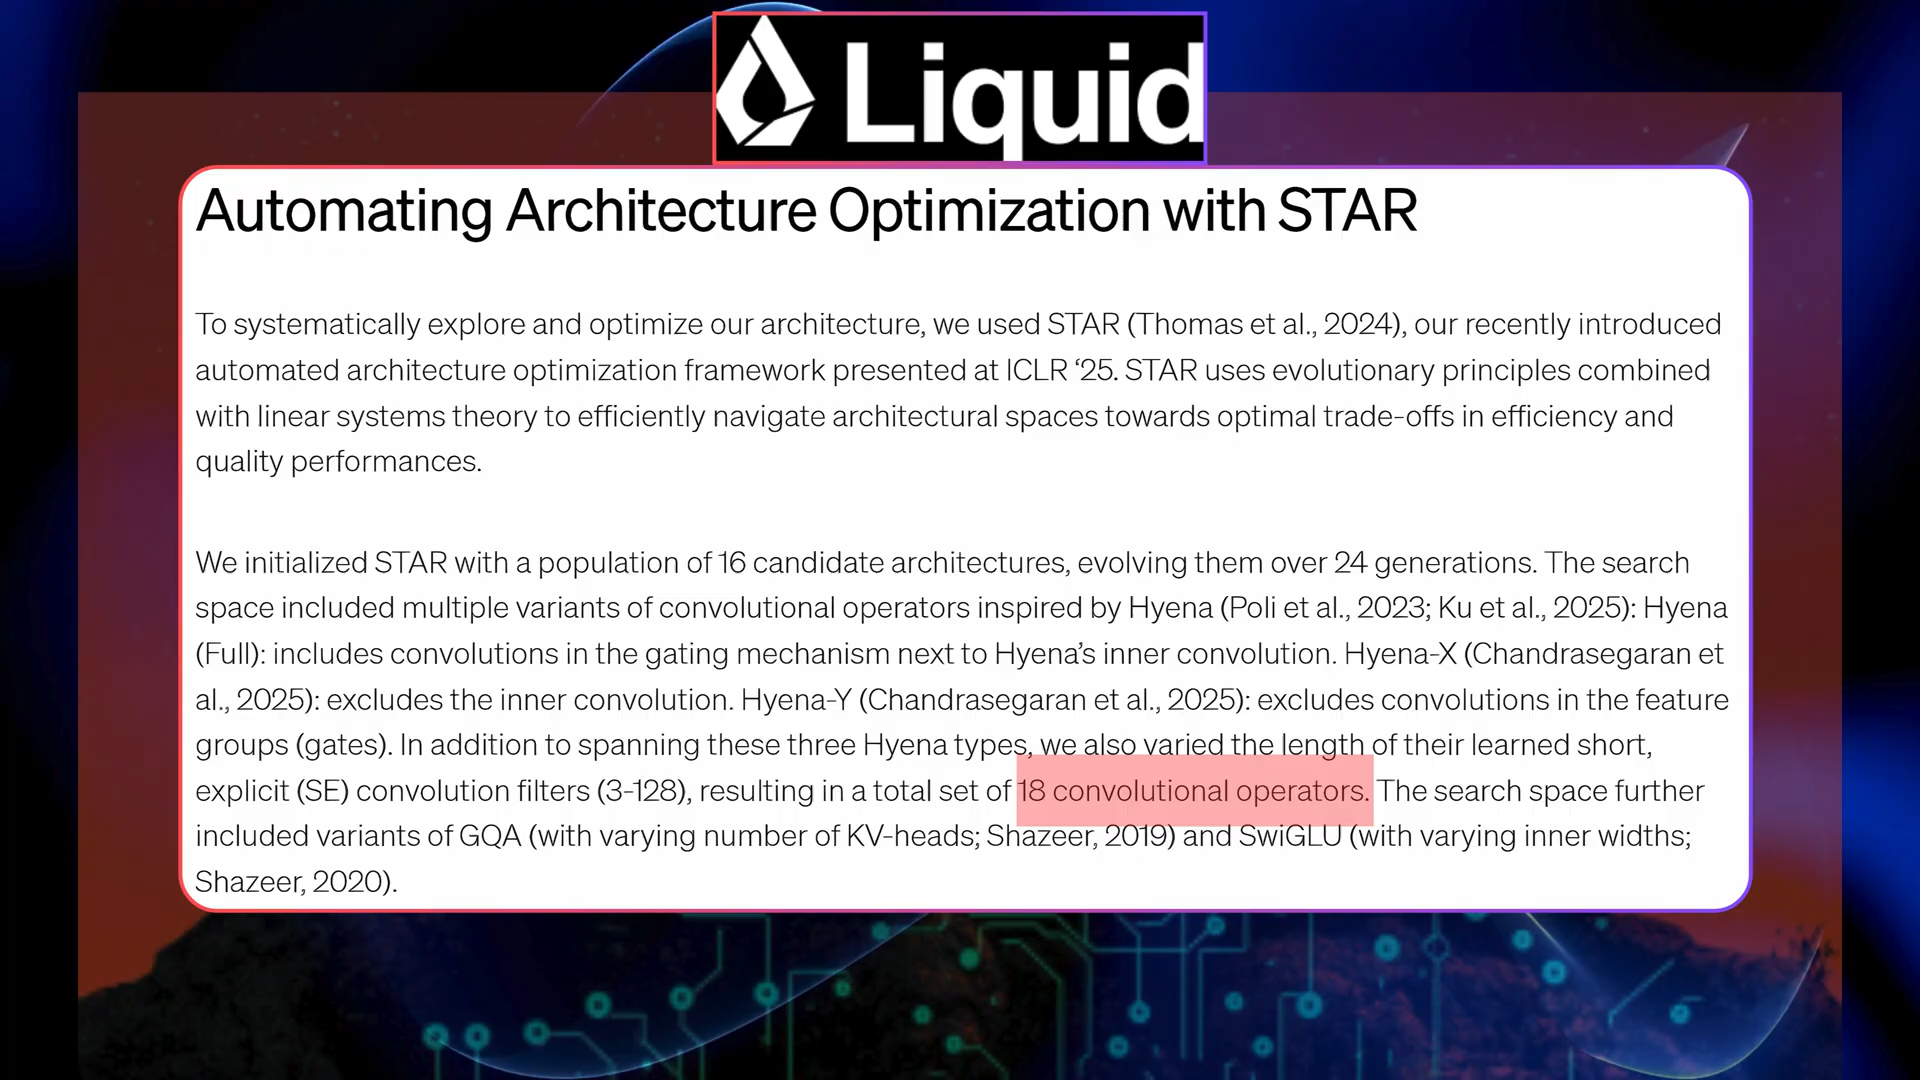 Liquid
Automating Architecture Optimization with STAR
To systematically explore and optimize our architecture, we used STAR (Thomas et al., 2024), our recently introduced
automated architecture optimization framework presented at ICLR ‘25. STAR uses evolutionary principles combined
with linear systems theory to efficiently navigate architectural spaces towards optimal trade-offs in efficiency and
quality performances.
We initialized STAR with a population of 16 candidate architectures, evolving them over 24 generations. The search
space included multiple variants of convolutional operators inspired by Hyena (Poli et al., 2023; Ku et al., 2025): Hyena
(Full): includes convolutions in the gating mechanism next to Hyena’s inner convolution. Hyena-X (Chandrasegaran et
al., 2025): excludes the inner convolution. Hyena-Y (Chandrasegaran et al., 2025): excludes convolutions in the feature
groups (gates). In addition to spanning these three Hyena types, we also varied the length of their learned short,
explicit (SE) convolution filters (3-128), resulting in a total set of 18 convolutional operators. The search space further
included variants of GQA (with varying number of KV-heads; Shazeer, 2019) and SwiGLU (with varying inner widths;
Shazeer, 2020).